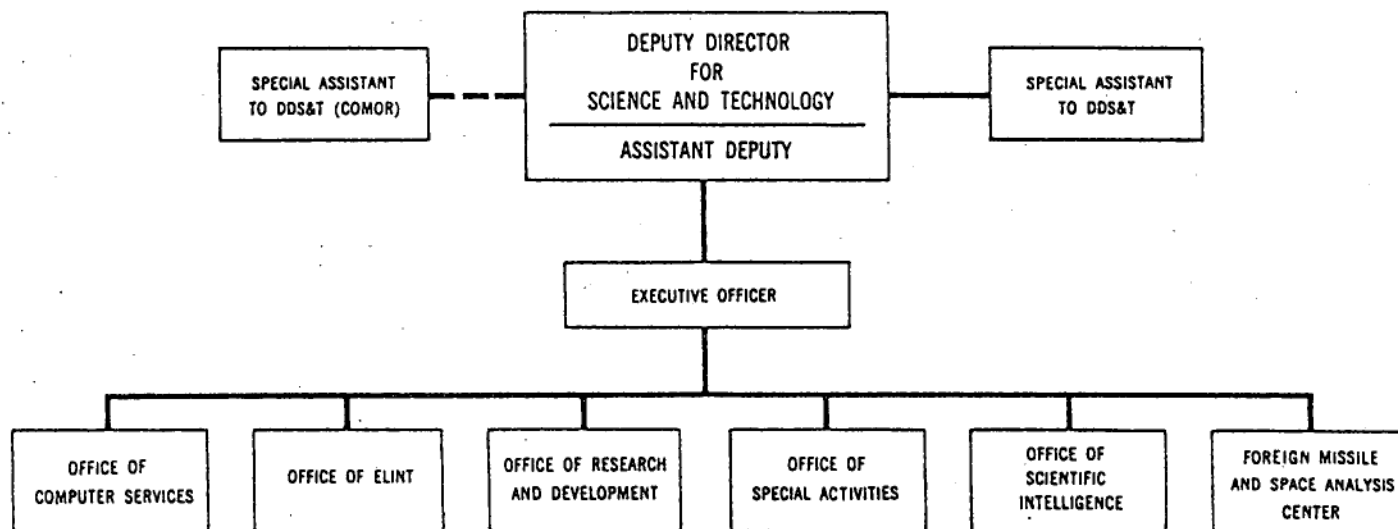 DEPUTY DIRECTOR
FOR
SCIENCE AND TECHNOLOGY
ASSISTANT DEPUTY
SPECIAL ASSISTANT
TO DDS&T (COMOR)
SPECIAL ASSISTANT
TO DDS&T
EXECUTIVE OFFICER
OFFICE OF
COMPUTER SERVICES
OFFICE OF ELINT
OFFICE OF RESEARCH
AND DEVELOPMENT
OFFICE OF
SPECIAL ACTIVITIES
OFFICE OF
SCIENTIFIC
INTELLIGENCE
FOREIGN MISSILE
AND SPACE ANALYSIS
CENTER